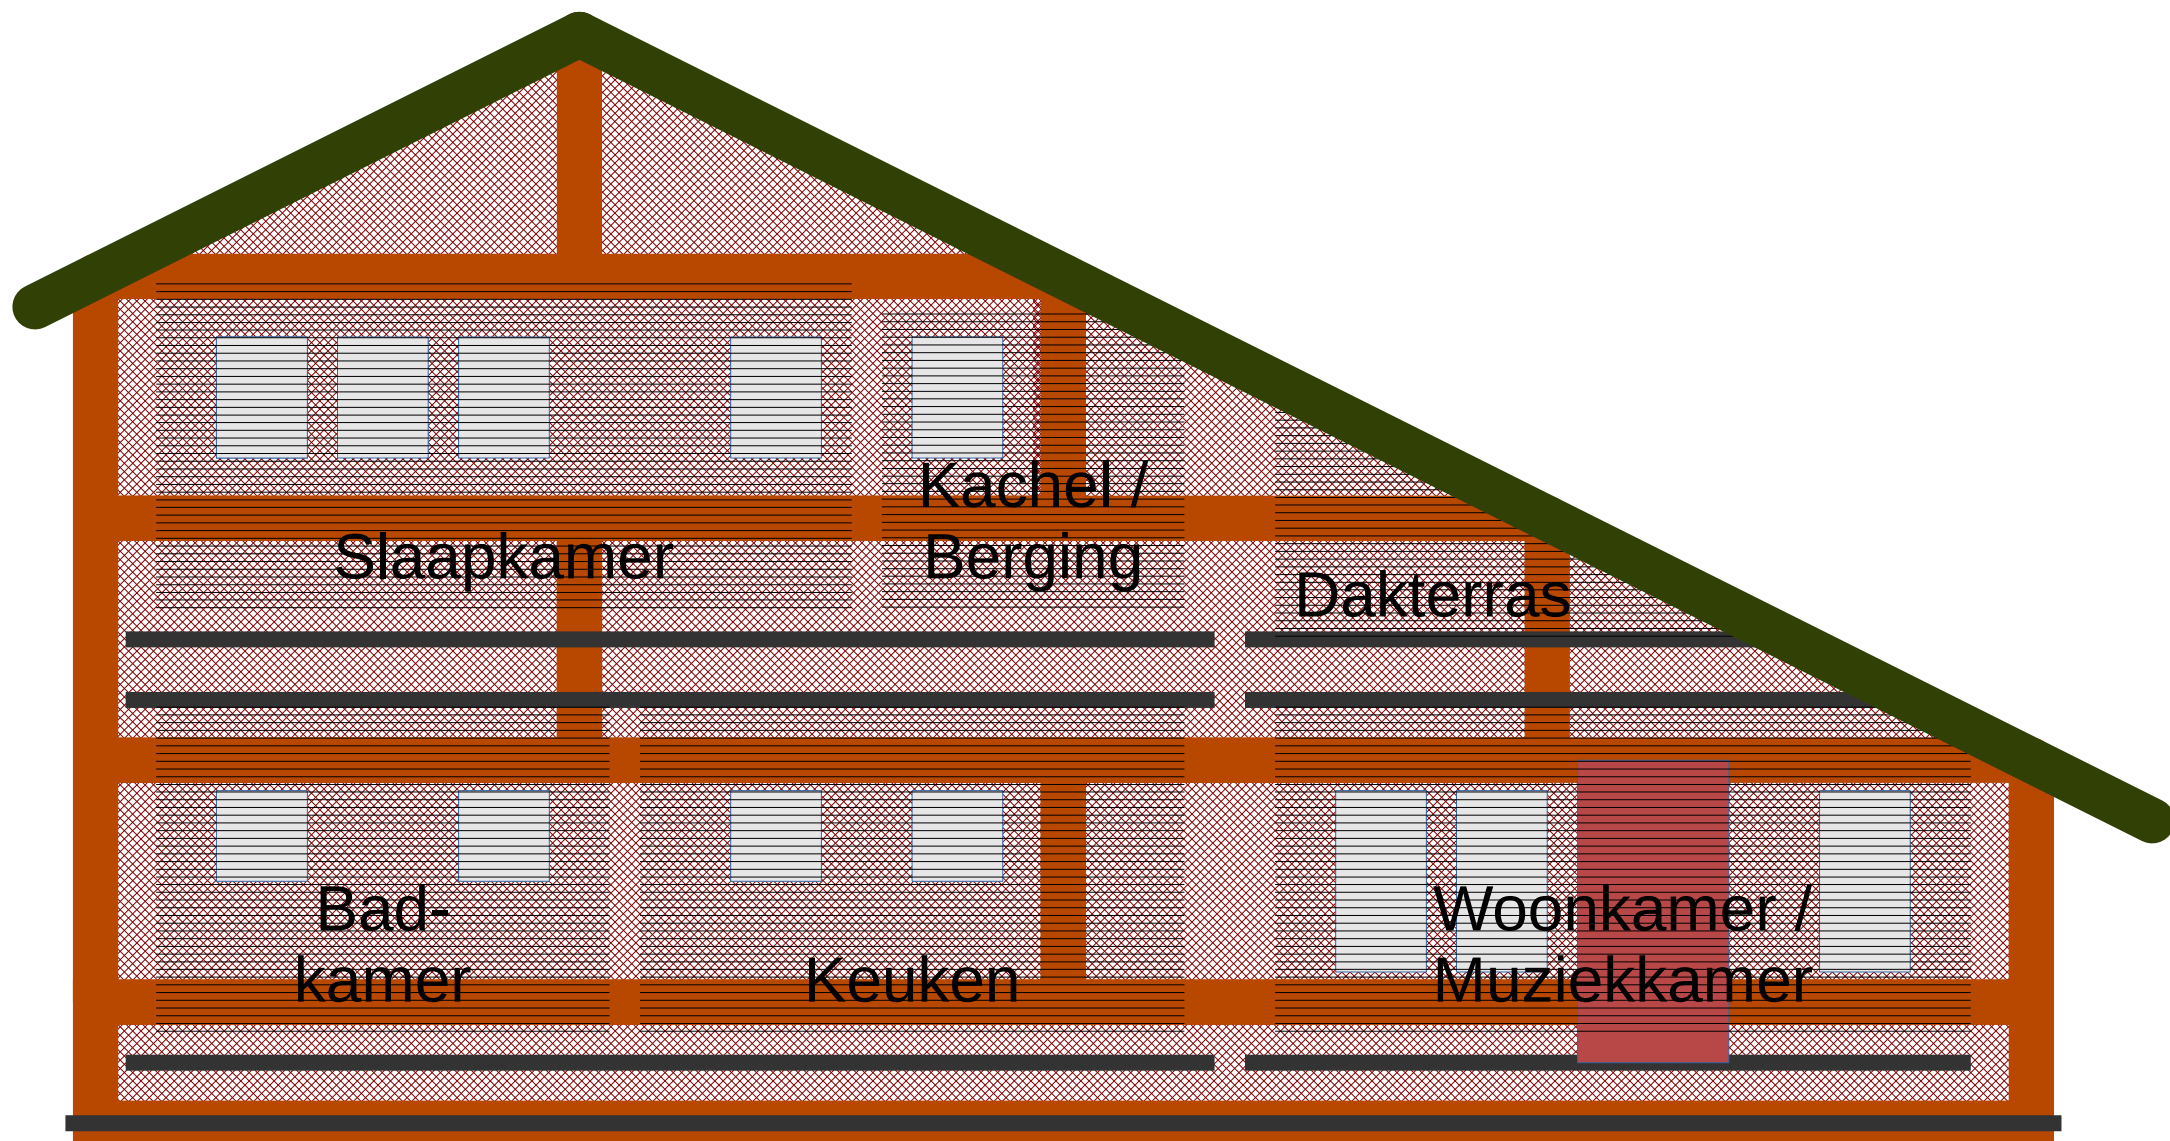 Slaapkamer
Kachel /
Berging
Dakterras
Bad-
kamer
Keuken
Woonkamer /
Muziekkamer